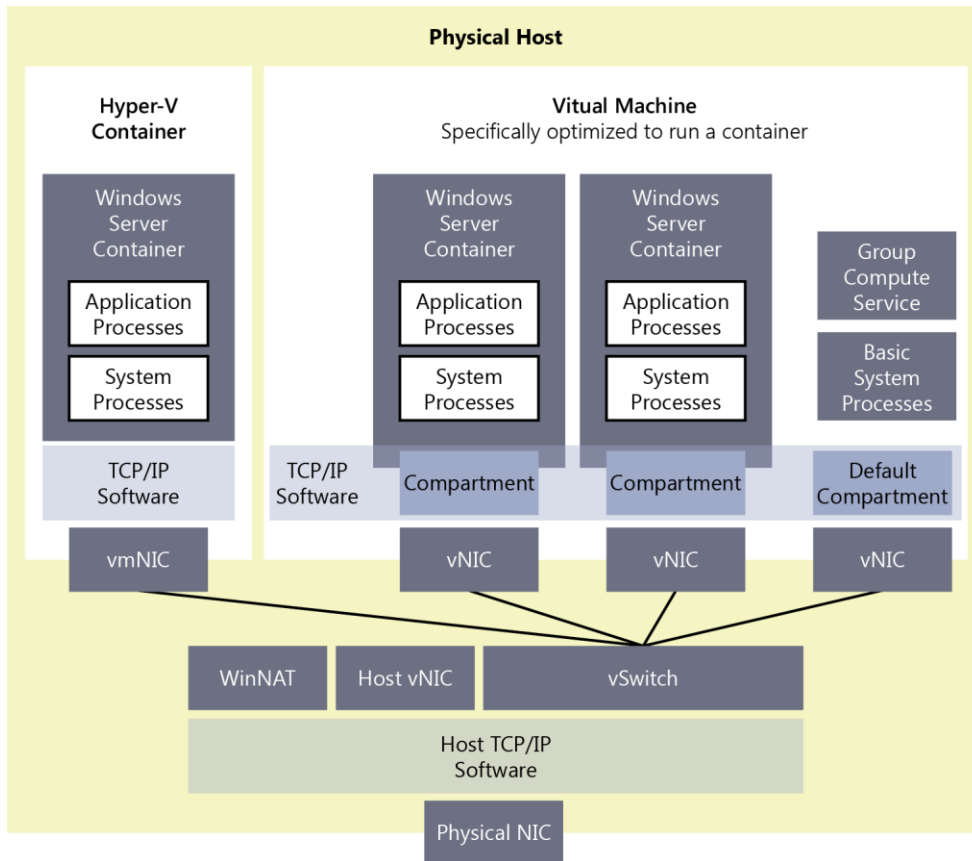 Physical Host
Hyper-V
Container
Vitual Machine
Specifically optimized to run a container
Windows
Server
Container
Application
Processes
System
Processes
Windows
Server
Container
Application
Processes
System
Processes
Windows
Server
Container
Application
Processes
System
Processes
Group
Compute
Service
Basic
System
Processes
TCP/IP
Software
TCP/IP
Software
Compartment
Compartment
Default
Compartment
vmNIC
vNIC
vNIC
vNIC
WinNAT
Host vNIC
vSwitch
Host TCP/IP
Software
Physical NIC